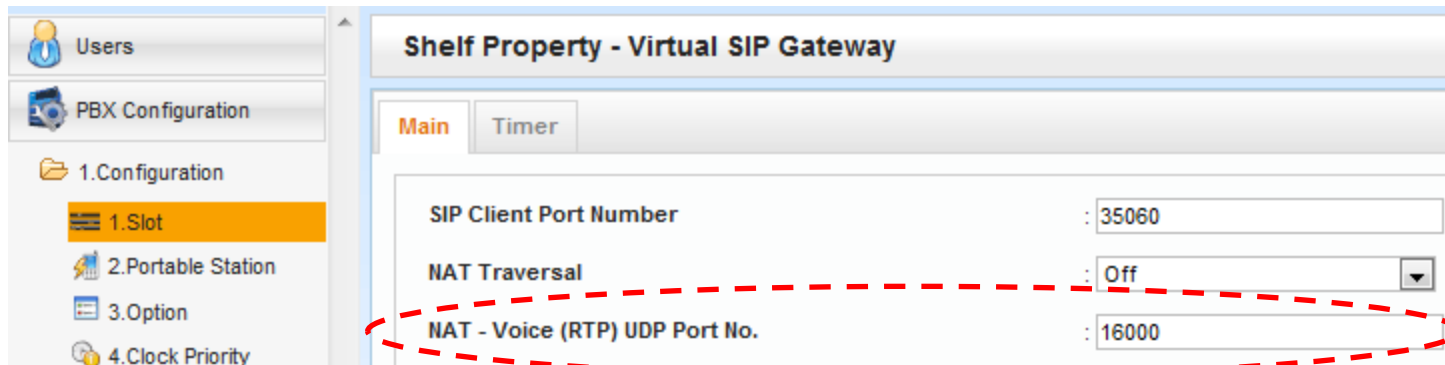 Users
PBX Configuration
1.Configuration
1.Slot
2.Portable Station
3.Option
4.Clock Priority
Shelf Property - Virtual SIP Gateway
Main Timer
SIP Client Port Number : 35060
NAT Traversal : Off
NAT - Voice (RTP) UDP Port No. : 16000